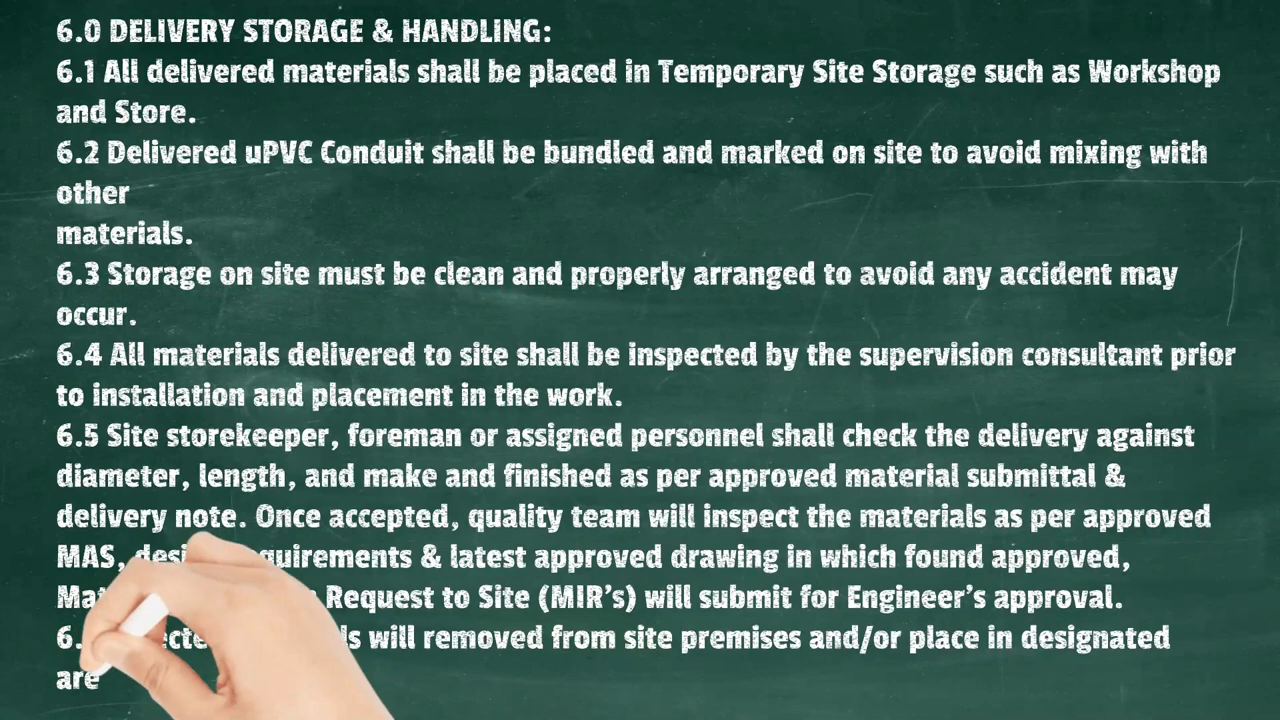 6.0 DELIVERY STORAGE & HANDLING:
6.1 All delivered materials shall be placed in Temporary Site Storage such as Workshop
and Store.
6.2 Delivered uPVC Conduit shall be bundled and marked on site to avoid mixing with
other
materials.
6.3 Storage on site must be clean and properly arranged to avoid any accident may
occur.
6.4 All materials delivered to site shall be inspected by the supervision consultant prior
to installation and placement in the work.
6.5 Site storekeeper, foreman or assigned personnel shall check the delivery against
diameter, length, and make and finished as per approved material submittal &
delivery note. Once accepted, quality team will inspect the materials as per approved
MAS, & latest approved drawing in which found approved,
Request to Site (MIR's) will submit for Engineer's approval.
will removed from site premises and/or place in designated
are